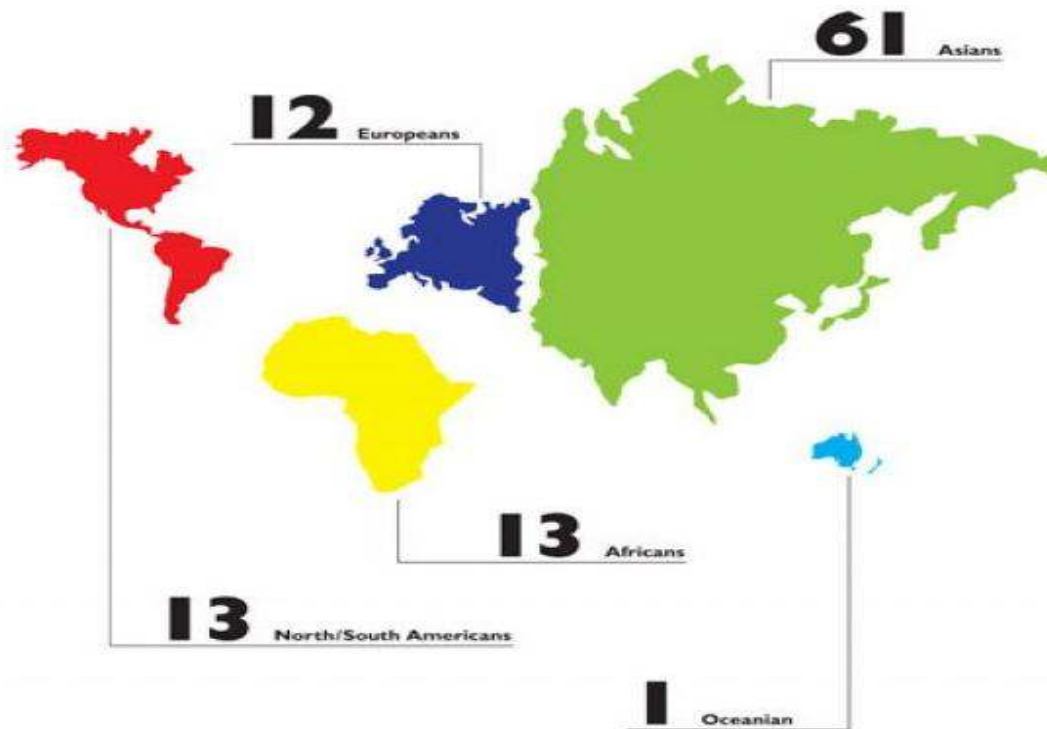 61 Asians
12 Europeans
13 Africans
13 North/South Americans
1 Oceanian